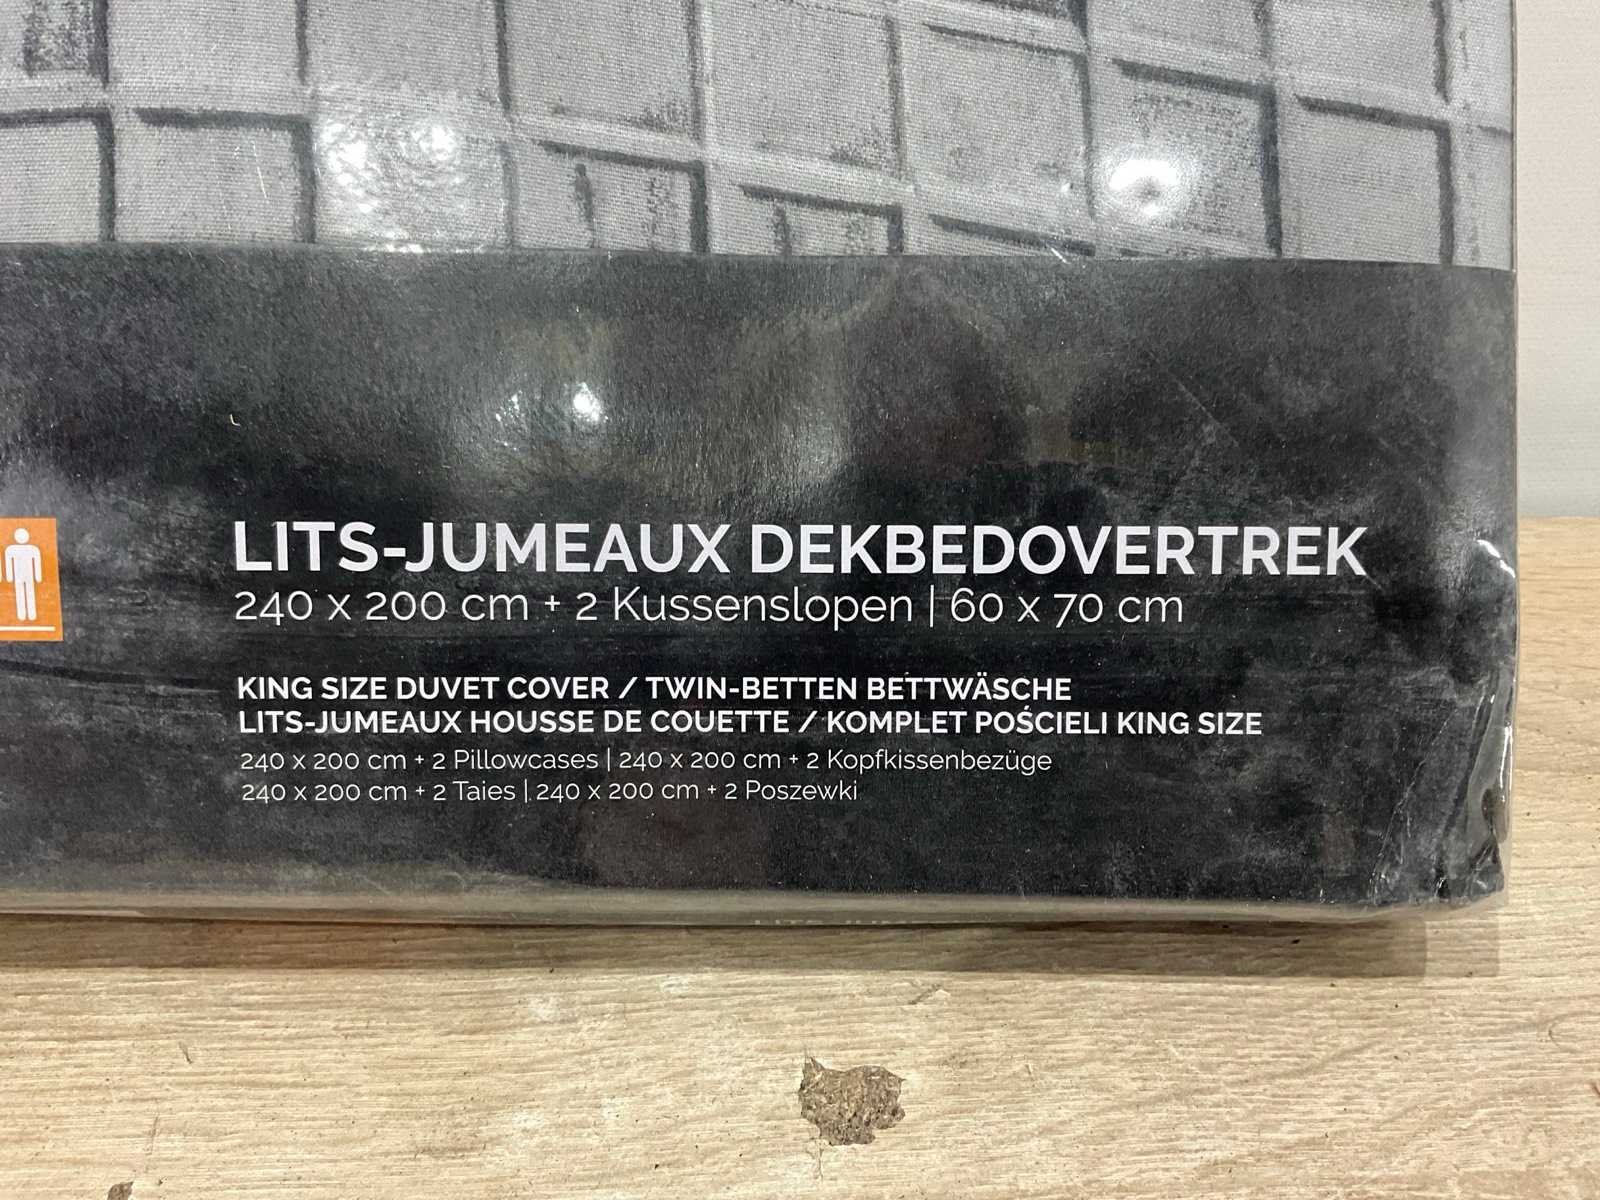 LITS-JUMEAUX DEKBEDOVERTREK
240 x 200 cm + 2 Kussenslopen | 60 x 70 cm
KING SIZE DUVET COVER / TWIN-BETTEN BETTWÄSCHE
LITS-JUMEAUX HOUSSE DE COUETTE / KOMPLET POŚCIELI KING SIZE
240 x 200 cm + 2 Pillowcases | 240 x 200 cm + 2 Kopfkissenbezüge
240 x 200 cm + 2 Taies | 240 x 200 cm + 2 Poszewki